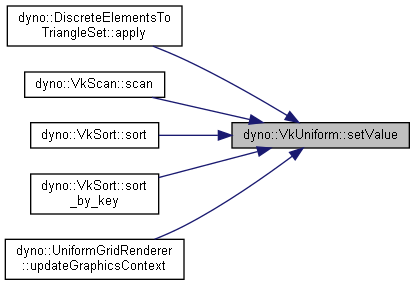 dyno::DiscreteElementsTo
TriangleSet::apply
dyno::VkScan::scan
dyno::VkSort::sort
dyno::VkUniform::setValue
dyno::VkSort::sort
_by_key
dyno::UniformGridRenderer
::updateGraphicsContext